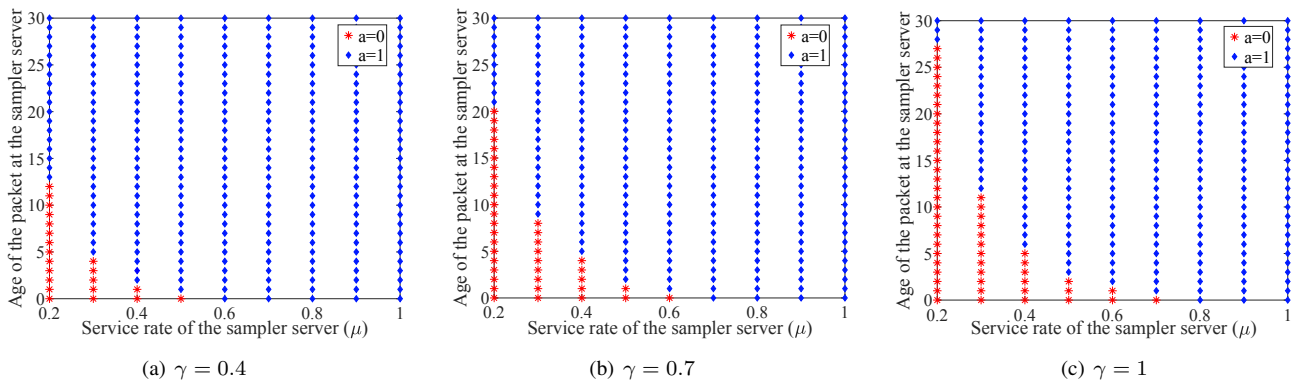 Age of the packet at the sampler server
30
25
20
15
10
5
0
0.2 0.4 0.6 0.8 1
Service rate of the sampler server (μ)
a=0
a=1
(a) γ = 0.4
Age of the packet at the sampler server
30
25
20
15
10
5
0
0.2 0.4 0.6 0.8 1
Service rate of the sampler server (μ)
a=0
a=1
(b) γ = 0.7
Age of the packet at the sampler server
30
25
20
15
10
5
0
0.2 0.4 0.6 0.8 1
Service rate of the sampler server (μ)
a=0
a=1
(c) γ = 1